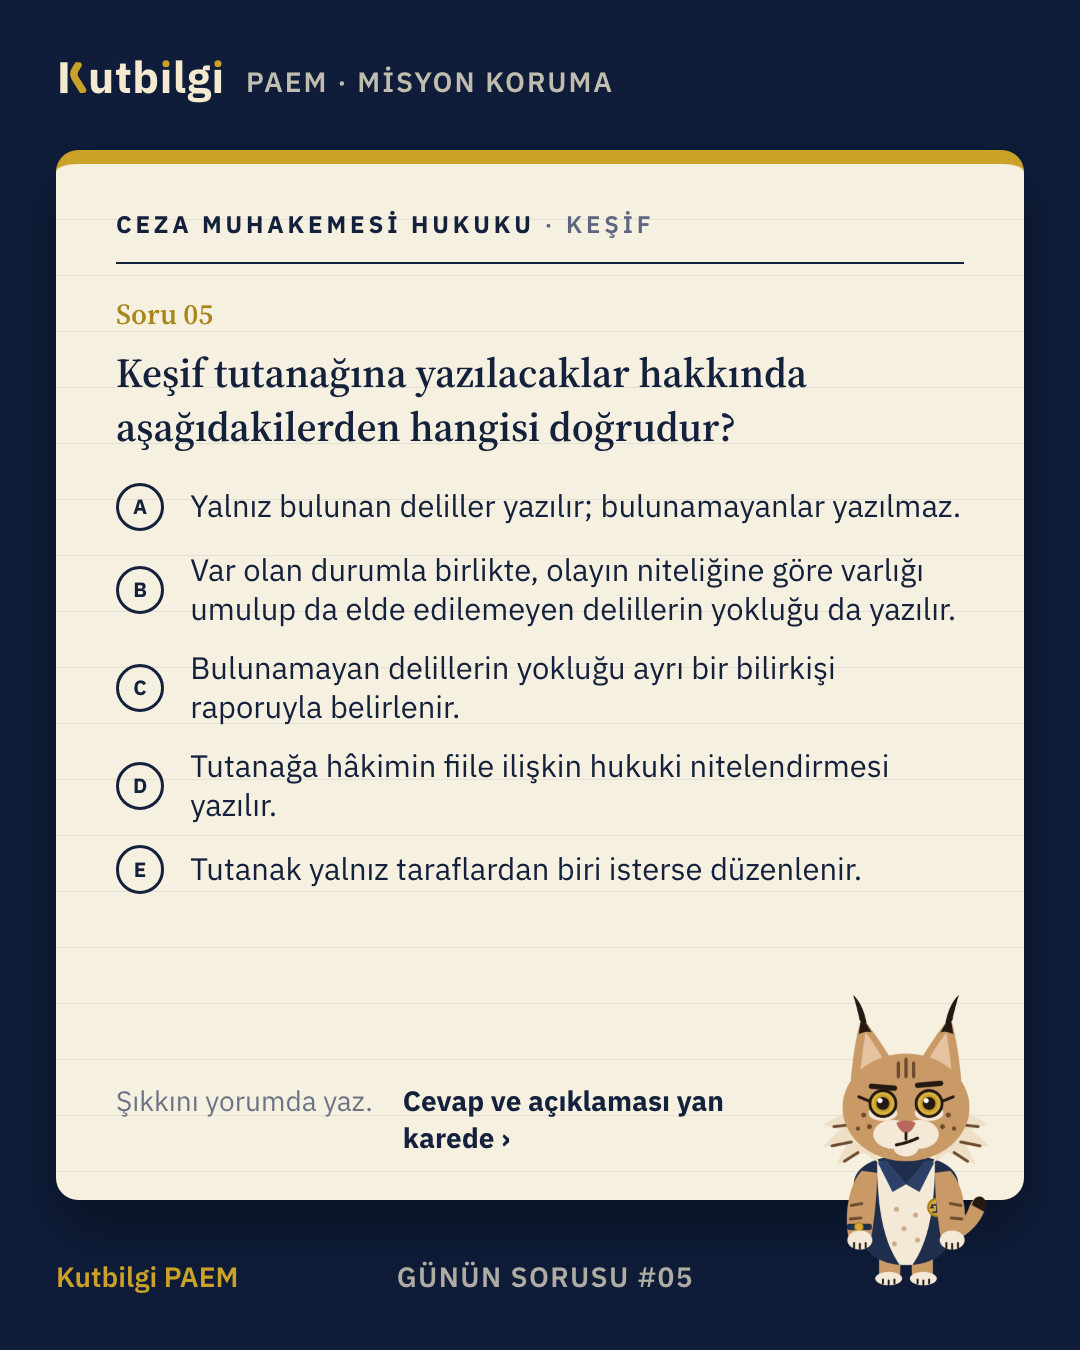 Kutbilgi PAEM · MİSYON KORUMA
CEZA MUHAKEMESİ HUKUKU · KEŞİF
Soru 05
Keşif tutanağına yazılacaklar hakkında
aşağıdakilerden hangisi doğrudur?
A Yalnız bulunan deliller yazılır; bulunamayanlar yazılmaz.
B Var olan durumla birlikte, olayın niteliğine göre varlığı
umulup da elde edilemeyen delillerin yokluğu da yazılır.
C Bulunamayan delillerin yokluğu ayrı bir bilirkişi
raporuyla belirlenir.
D Tutanağa hâkimin fiile ilişkin hukuki nitelendirmesi
yazılır.
E Tutanak yalnız taraflardan biri isterse düzenlenir.
Şıkkını yorumda yaz. Cevap ve açıklaması yan
karede ›
Kutbilgi PAEM GÜNÜN SORUSU #05